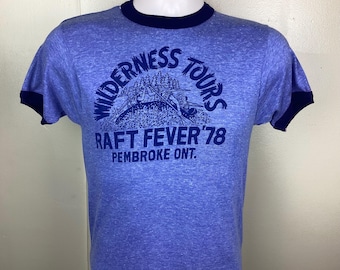 WILDERNESS TOURS
RAFT FEVER '78
PEMBROKE ONT.